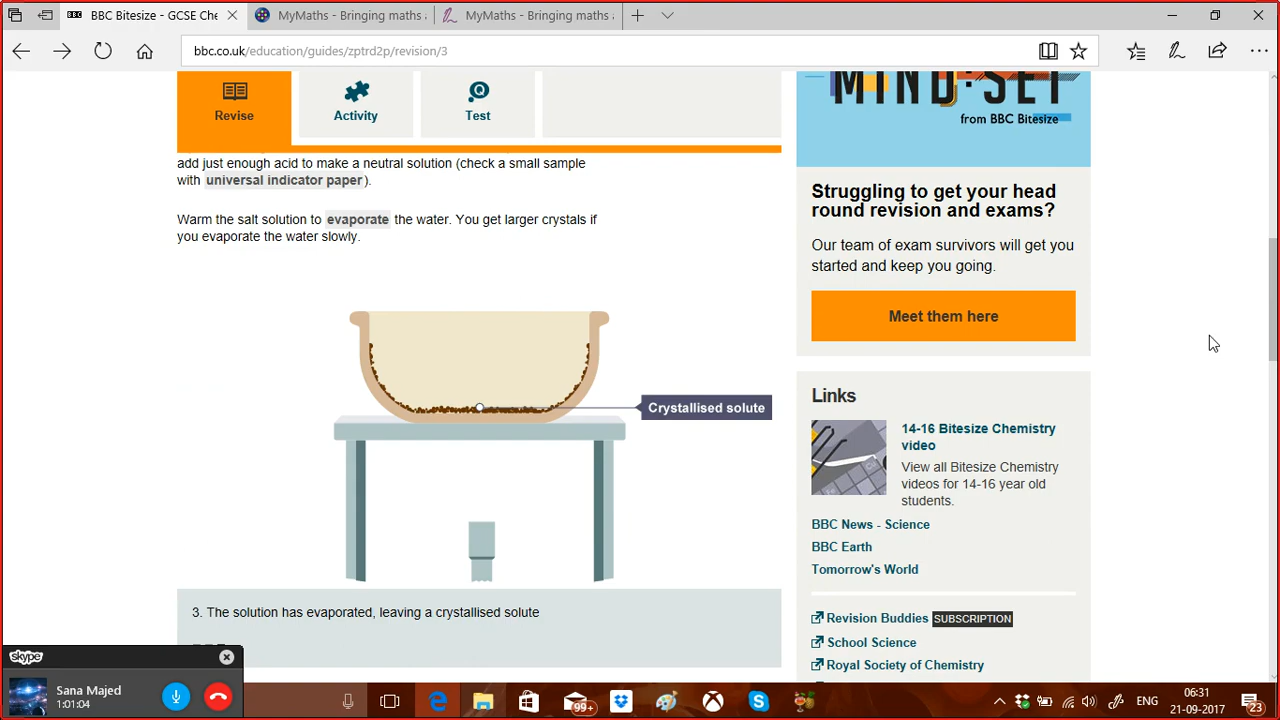 BBC BBC Bitesize - GCSE Che
MyMaths - Bringing maths a
MyMaths - Bringing maths a
bbc.co.uk/education/guides/zptrd2p/revision/3
Revise
Activity
Test
add just enough acid to make a neutral solution (check a small sample
with universal indicator paper).
Warm the salt solution to evaporate the water. You get larger crystals if
you evaporate the water slowly.
Crystallised solute
3. The solution has evaporated, leaving a crystallised solute
MIND-SET
from BBC Bitesize
Struggling to get your head
round revision and exams?
Our team of exam survivors will get you
started and keep you going.
Meet them here
Links
14-16 Bitesize Chemistry
video
View all Bitesize Chemistry
videos for 14-16 year old
students.
BBC News - Science
BBC Earth
Tomorrow's World
Revision Buddies SUBSCRIPTION
School Science
Royal Society of Chemistry
skype
Sana Majed
1:01:04
99+
ENG
06:31
21-09-2017
23